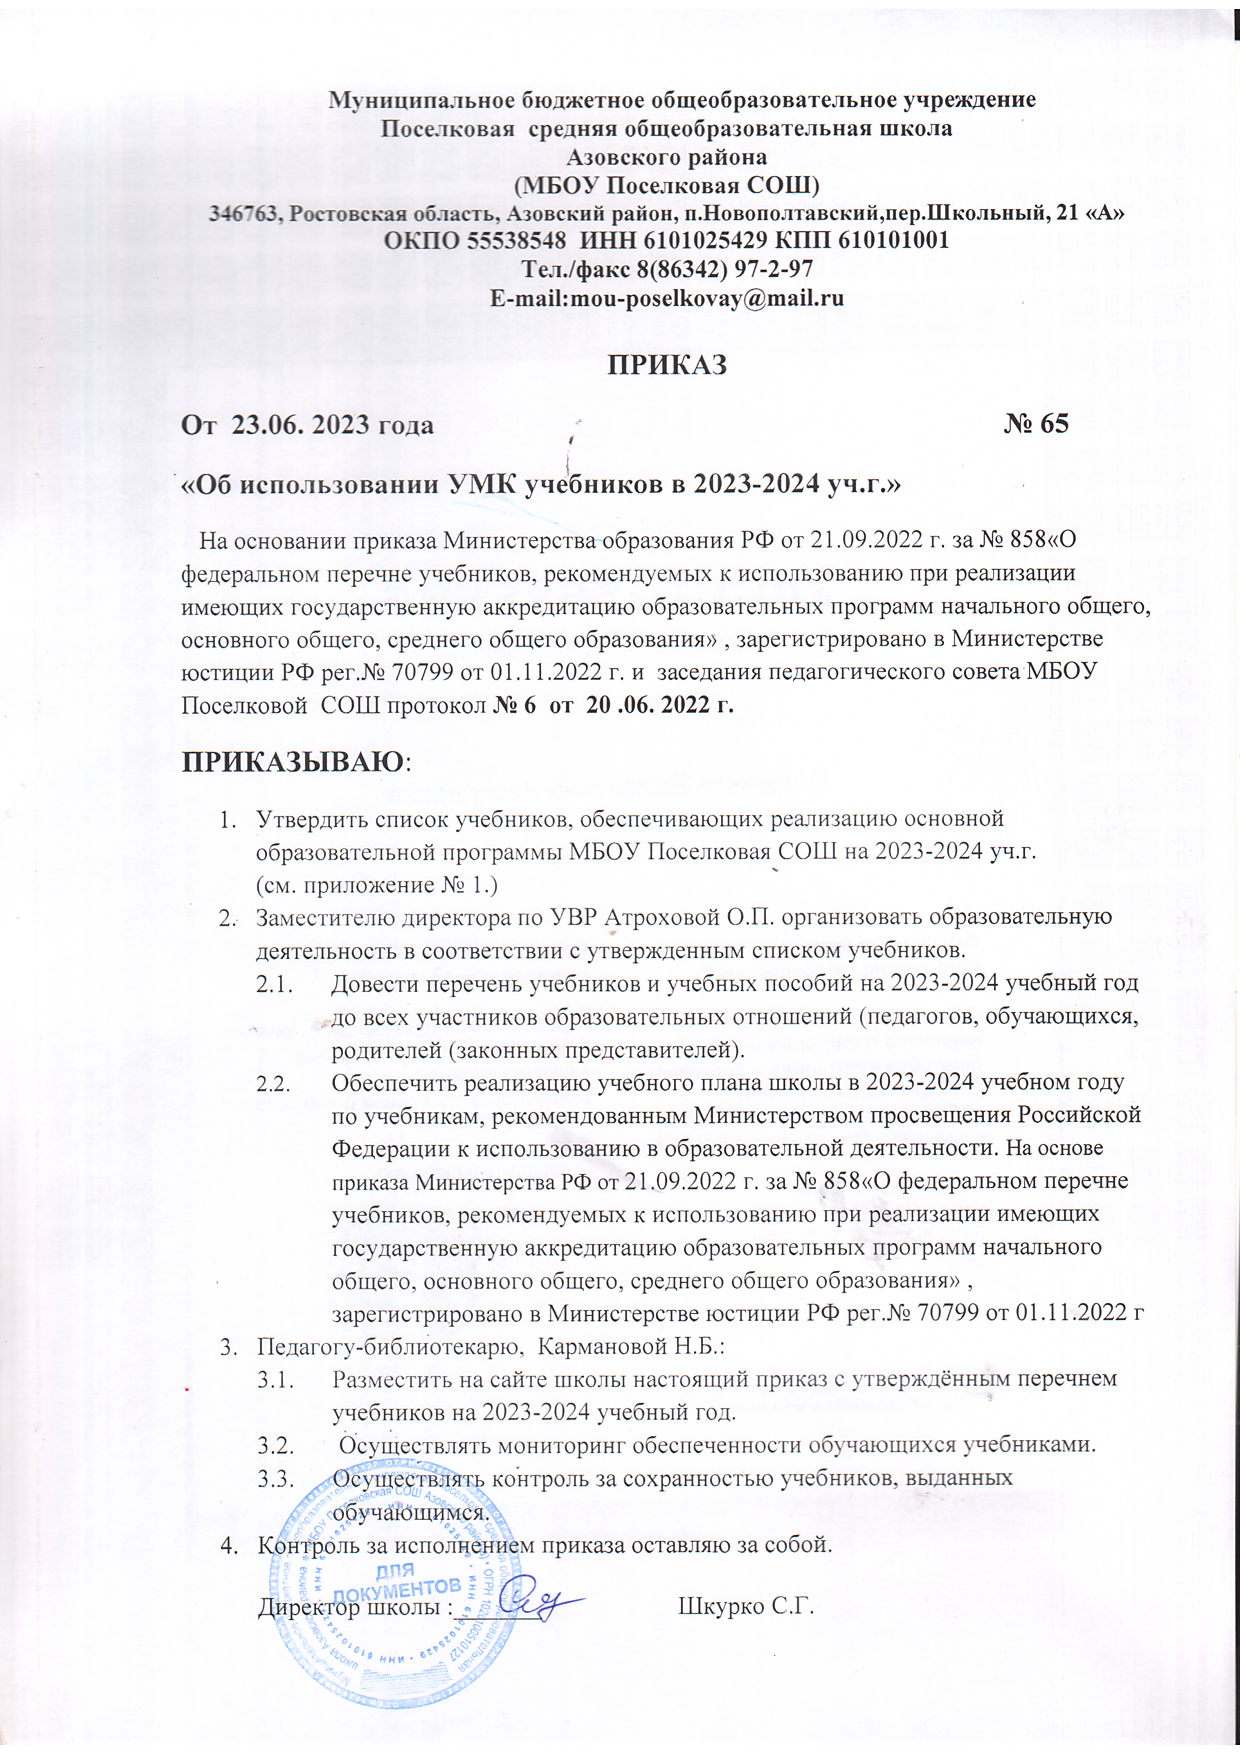 Муниципальное бюджетное общеобразовательное учреждение
Поселковая средняя общеобразовательная школа
Азовского района
(МБОУ Поселковая СОШ)
346763, Ростовская область, Азовский район, п.Новополтавский,пер.Школьный, 21 «А»
ОКПО 55538548 ИНН 6101025429 КПП 610101001
Тел./факс 8(86342) 97-2-97
E-mail:mou-poselkovay@mail.ru
ПРИКАЗ
От 23.06. 2023 года № 65
«Об использовании УМК учебников в 2023-2024 уч.г.»
На основании приказа Министерства образования РФ от 21.09.2022 г. за № 858«О
федеральном перечне учебников, рекомендуемых к использованию при реализации
имеющих государственную аккредитацию образовательных программ начального общего,
основного общего, среднего общего образования» , зарегистрировано в Министерстве
юстиции РФ рег.№ 70799 от 01.11.2022 г. и заседания педагогического совета МБОУ
Поселковой СОШ протокол № 6 от 20 .06. 2022 г.
ПРИКАЗЫВАЮ:
1. Утвердить список учебников, обеспечивающих реализацию основной
образовательной программы МБОУ Поселковая СОШ на 2023-2024 уч.г.
(см. приложение № 1.)
2. Заместителю директора по УВР Атроховой О.П. организовать образовательную
деятельность в соответствии с утвержденным списком учебников.
2.1. Довести перечень учебников и учебных пособий на 2023-2024 учебный год
до всех участников образовательных отношений (педагогов, обучающихся,
родителей (законных представителей).
2.2. Обеспечить реализацию учебного плана школы в 2023-2024 учебном году
по учебникам, рекомендованным Министерством просвещения Российской
Федерации к использованию в образовательной деятельности. На основе
приказа Министерства РФ от 21.09.2022 г. за № 858«О федеральном перечне
учебников, рекомендуемых к использованию при реализации имеющих
государственную аккредитацию образовательных программ начального
общего, основного общего, среднего общего образования» ,
зарегистрировано в Министерстве юстиции РФ рег.№ 70799 от 01.11.2022 г
3. Педагогу-библиотекарю, Кармановой Н.Б.:
3.1. Разместить на сайте школы настоящий приказ с утверждённым перечнем
учебников на 2023-2024 учебный год.
3.2. Осуществлять мониторинг обеспеченности обучающихся учебниками.
3.3. Осуществлять контроль за сохранностью учебников, выданных
обучающимся.
4. Контроль за исполнением приказа оставляю за собой.
ДЛЯ
ДОКУМЕНТОВ
Директор школы :_______ Шкурко С.Г.